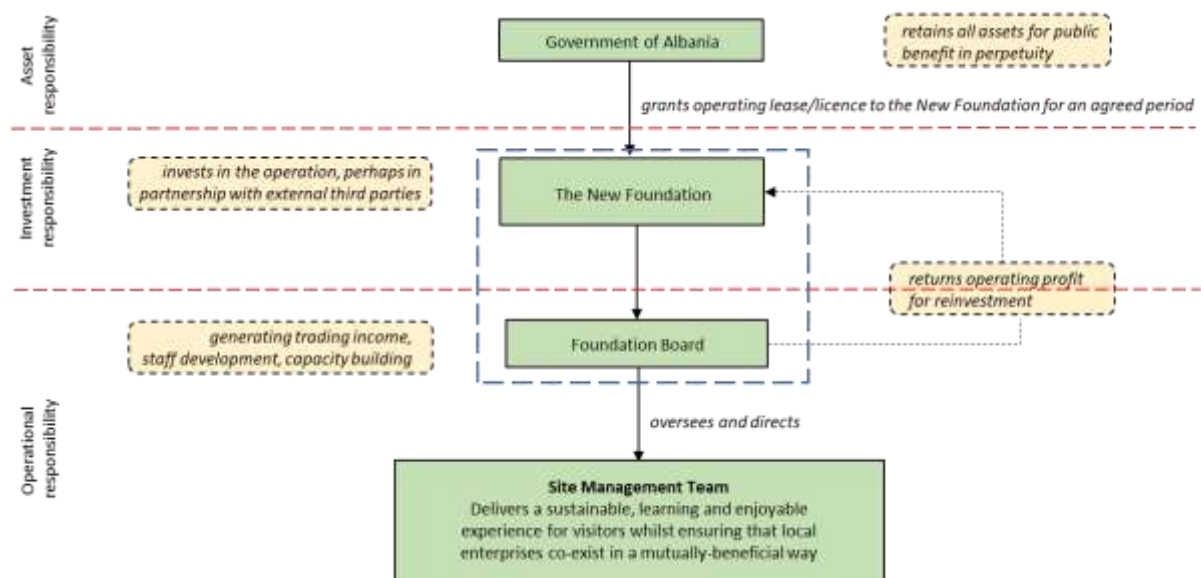 Asset
responsibility
Government of Albania
retains all assets for public
benefit in perpetuity
grants operating lease/licence to the New Foundation for an agreed period
Investment
responsibility
invests in the operation, perhaps in
partnership with external third parties
The New Foundation
returns operating profit
for reinvestment
Operational
responsibility
generating trading income,
staff development, capacity building
Foundation Board
oversees and directs
Site Management Team
Delivers a sustainable, learning and enjoyable
experience for visitors whilst ensuring that local
enterprises co-exist in a mutually-beneficial way